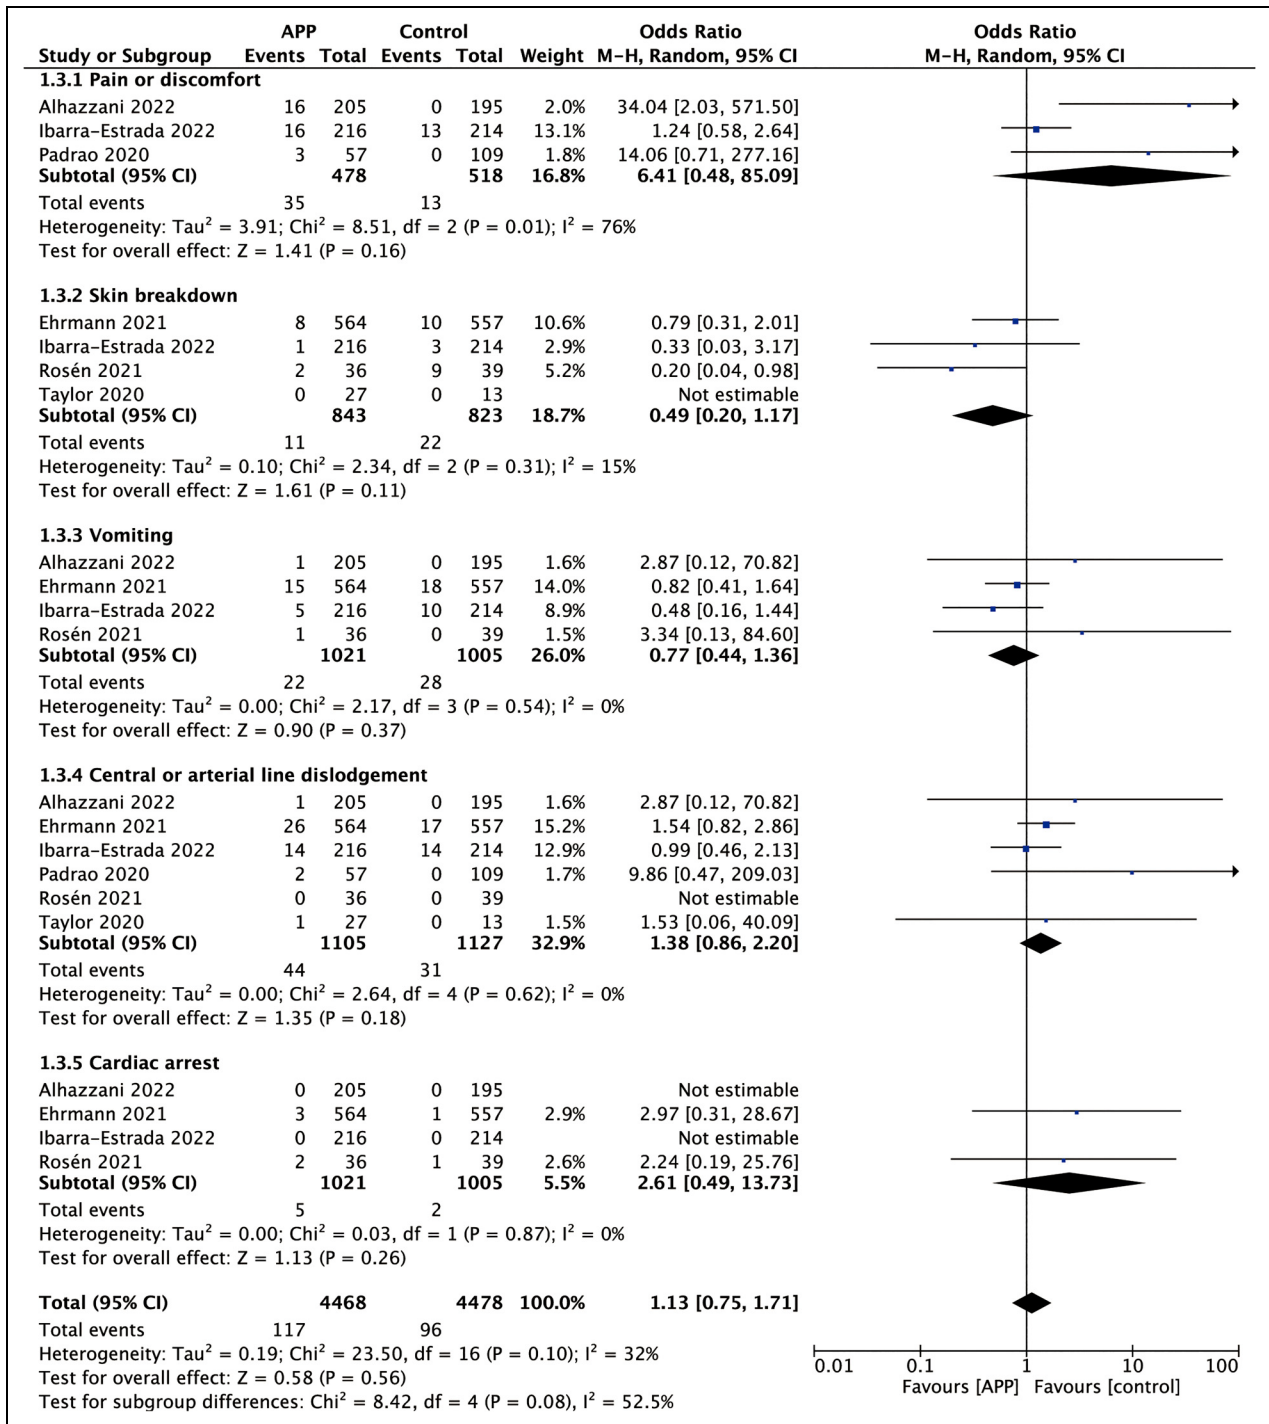 APP Control Odds Ratio Odds Ratio
Study or Subgroup Events Total Events Total Weight M-H, Random, 95% CI M-H, Random, 95% CI
1.3.1 Pain or discomfort
Alhazzani 2022 16 205 0 195 2.0% 34.04 [2.03, 571.50]
Ibarra-Estrada 2022 16 216 13 214 13.1% 1.24 [0.58, 2.64]
Padrao 2020 3 57 0 109 1.8% 14.06 [0.71, 277.16]
Subtotal (95% CI) 478 518 16.8% 6.41 [0.48, 85.09]
Total events 35 13
Heterogeneity: Tau² = 3.91; Chi² = 8.51, df = 2 (P = 0.01); I² = 76%
Test for overall effect: Z = 1.41 (P = 0.16)
1.3.2 Skin breakdown
Ehrmann 2021 8 564 10 557 10.6% 0.79 [0.31, 2.01]
Ibarra-Estrada 2022 1 216 3 214 2.9% 0.33 [0.03, 3.17]
Rosén 2021 2 36 9 39 5.2% 0.20 [0.04, 0.98]
Taylor 2020 0 27 0 13 Not estimable
Subtotal (95% CI) 843 823 18.7% 0.49 [0.20, 1.17]
Total events 11 22
Heterogeneity: Tau² = 0.10; Chi² = 2.34, df = 2 (P = 0.31); I² = 15%
Test for overall effect: Z = 1.61 (P = 0.11)
1.3.3 Vomiting
Alhazzani 2022 1 205 0 195 1.6% 2.87 [0.12, 70.82]
Ehrmann 2021 15 564 18 557 14.0% 0.82 [0.41, 1.64]
Ibarra-Estrada 2022 5 216 10 214 8.9% 0.48 [0.16, 1.44]
Rosén 2021 1 36 0 39 1.5% 3.34 [0.13, 84.60]
Subtotal (95% CI) 1021 1005 26.0% 0.77 [0.44, 1.36]
Total events 22 28
Heterogeneity: Tau² = 0.00; Chi² = 2.17, df = 3 (P = 0.54); I² = 0%
Test for overall effect: Z = 0.90 (P = 0.37)
1.3.4 Central or arterial line dislodgement
Alhazzani 2022 1 205 0 195 1.6% 2.87 [0.12, 70.82]
Ehrmann 2021 26 564 17 557 15.2% 1.54 [0.82, 2.86]
Ibarra-Estrada 2022 14 216 14 214 12.9% 0.99 [0.46, 2.13]
Padrao 2020 2 57 0 109 1.7% 9.86 [0.47, 209.03]
Rosén 2021 0 36 0 39 Not estimable
Taylor 2020 1 27 0 13 1.5% 1.53 [0.06, 40.09]
Subtotal (95% CI) 1105 1127 32.9% 1.38 [0.86, 2.20]
Total events 44 31
Heterogeneity: Tau² = 0.00; Chi² = 2.64, df = 4 (P = 0.62); I² = 0%
Test for overall effect: Z = 1.35 (P = 0.18)
1.3.5 Cardiac arrest
Alhazzani 2022 0 205 0 195 Not estimable
Ehrmann 2021 3 564 1 557 2.9% 2.97 [0.31, 28.67]
Ibarra-Estrada 2022 0 216 0 214 Not estimable
Rosén 2021 2 36 1 39 2.6% 2.24 [0.19, 25.76]
Subtotal (95% CI) 1021 1005 5.5% 2.61 [0.49, 13.73]
Total events 5 2
Heterogeneity: Tau² = 0.00; Chi² = 0.03, df = 1 (P = 0.87); I² = 0%
Test for overall effect: Z = 1.13 (P = 0.26)
Total (95% CI) 4468 4478 100.0% 1.13 [0.75, 1.71]
Total events 117 96
Heterogeneity: Tau² = 0.19; Chi² = 23.50, df = 16 (P = 0.10); I² = 32%
Test for overall effect: Z = 0.58 (P = 0.56)
Test for subgroup differences: Chi² = 8.42, df = 4 (P = 0.08), I² = 52.5%
0.01 0.1 1 10 100
Favours [APP] Favours [control]